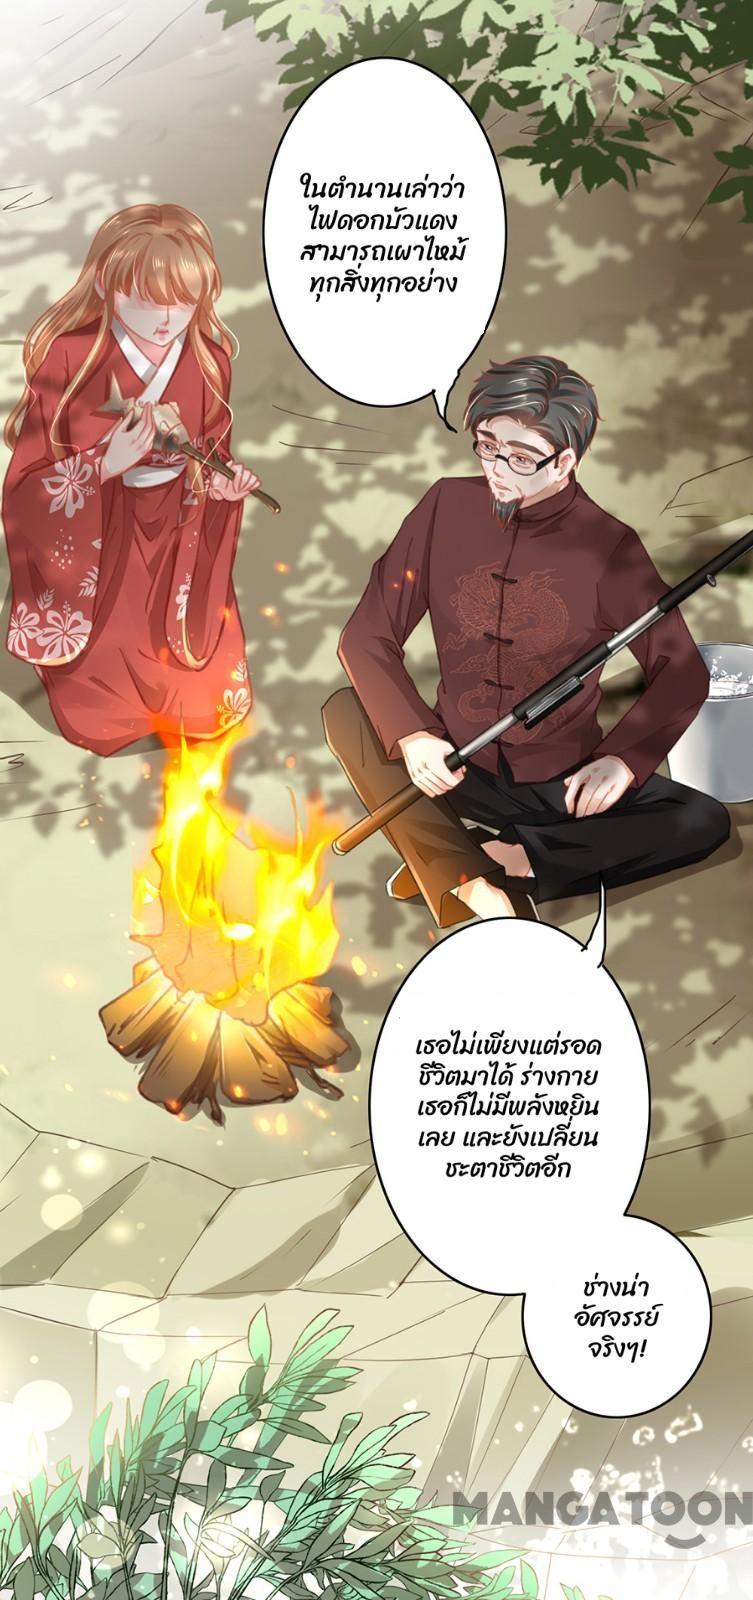 ในตำนานเล่าว่า
ไฟดอกบัวแดง
สามารถเผาไหม้
ทุกสิ่งทุกอย่าง
เธอไม่เพียงแต่รอด
ชีวิตมาได้ ร่างกาย
เธอก็ไม่มีพลังหยิน
เลย และยังเปลี่ยน
ชะตาชีวิตอีก
ช่างน่า
อัศจรรย์
จริงๆ!
MANGATOON